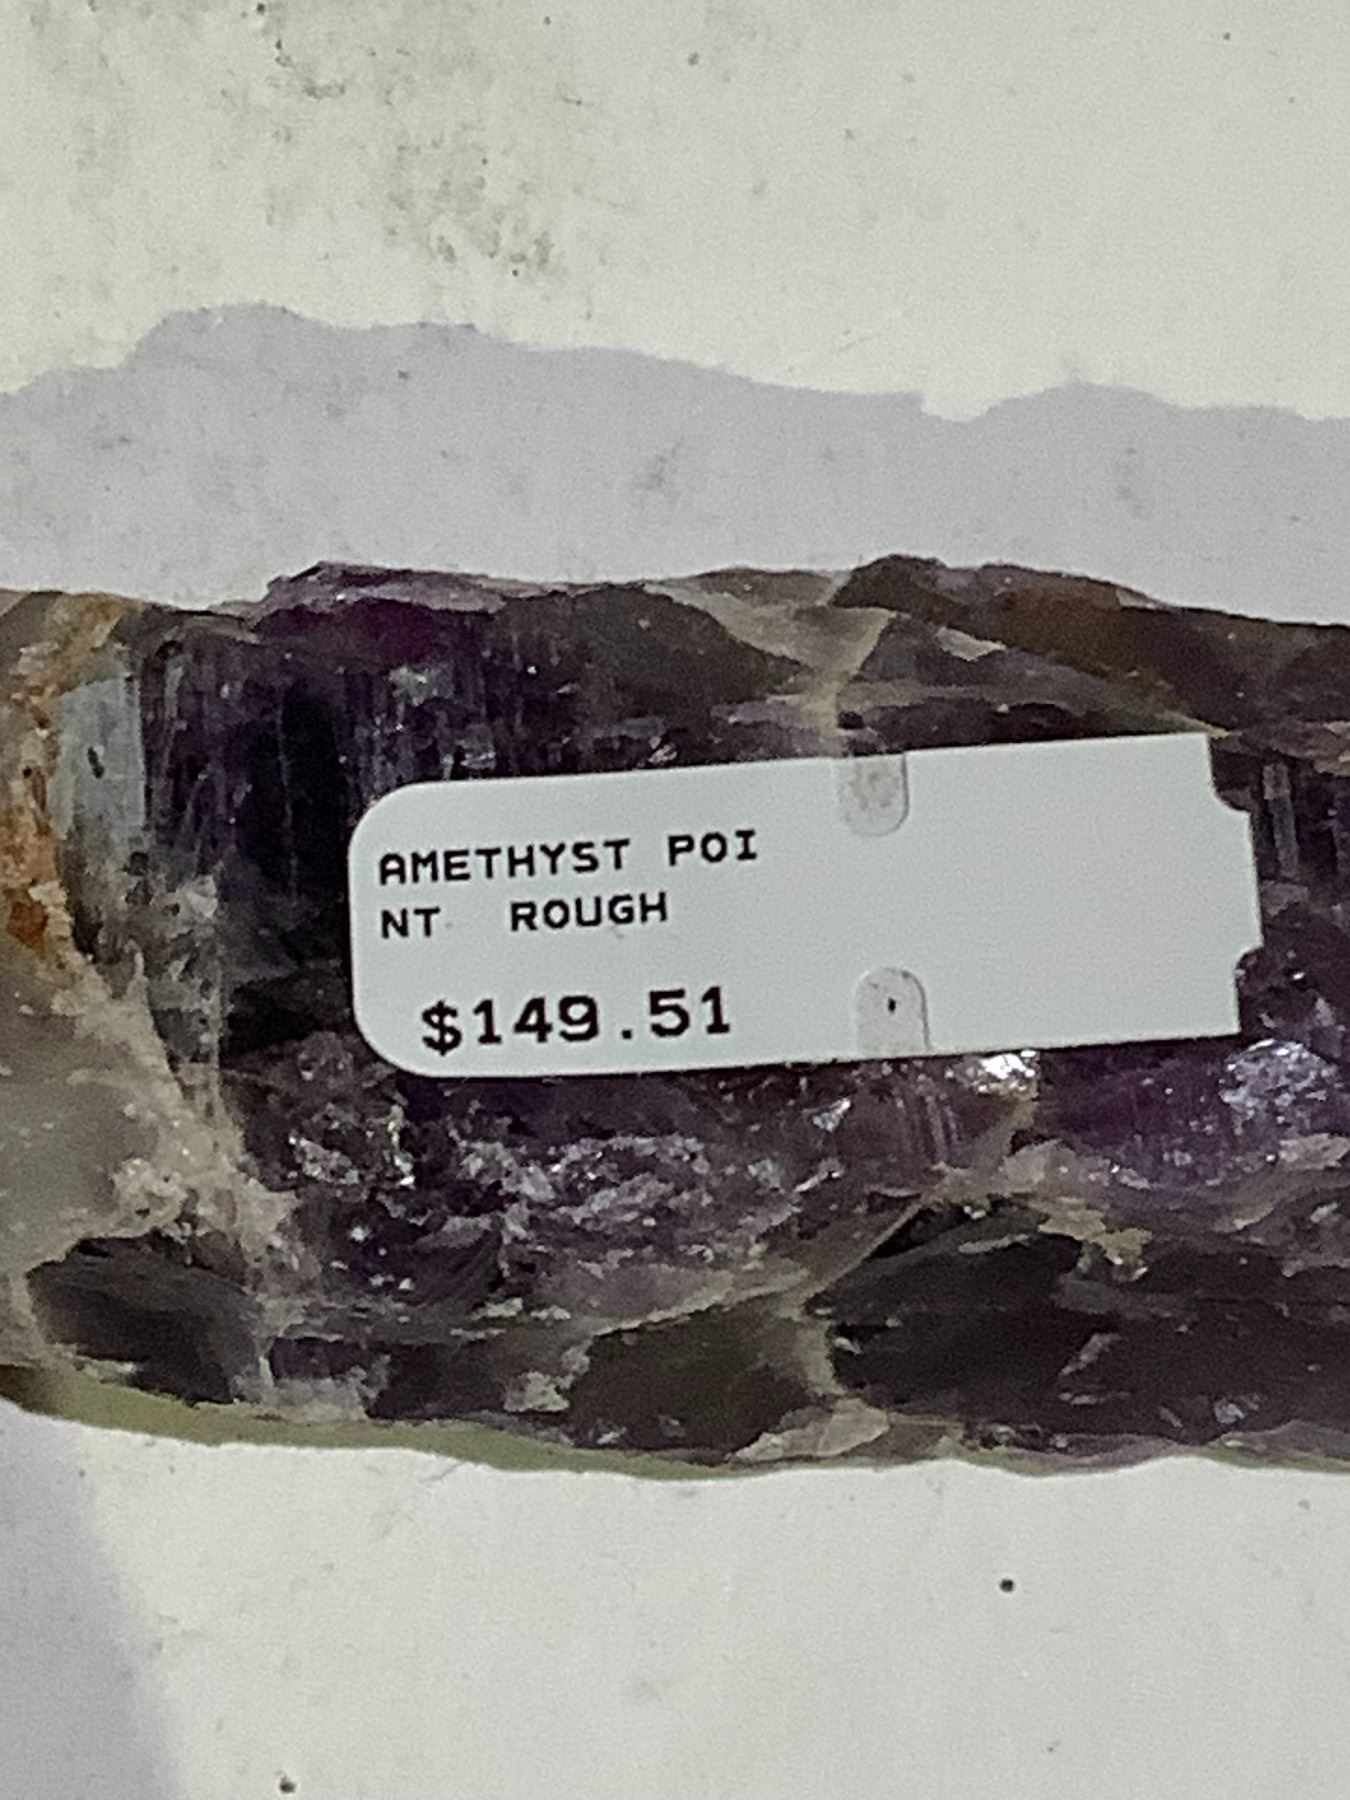 AMETHYST POI
NT ROUGH
$149.51